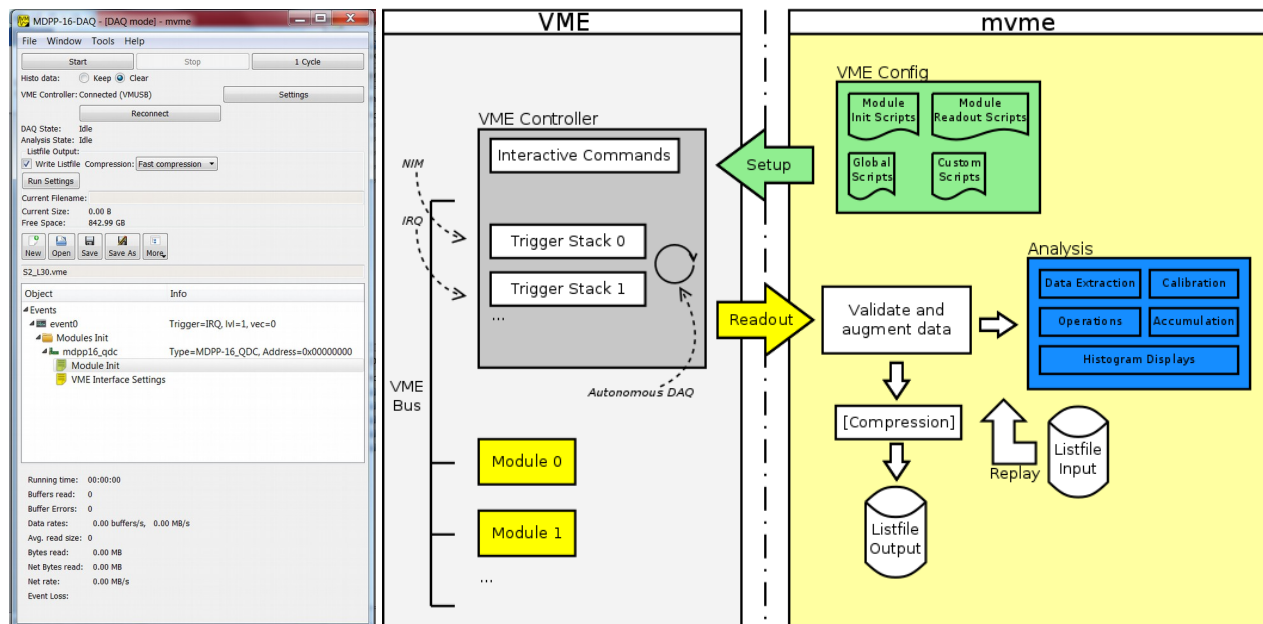 MDPP-16-DAQ - [DAQ mode] - mvme
File Window Tools Help
Start Stop 1 Cycle
Histo data: Keep Clear
VME Controller: Connected (VMUSB) Settings
Reconnect
DAQ State: Idle
Analysis State: Idle
Listfile Output:
Write Listfile Compression: Fast compression
Run Settings
Current Filename:
Current Size: 0.00 B
Free Space: 842.99 GB
New Open Save Save As More
S2_L30.vme
Object Info
Events
event0 Trigger=IRQ, lvl=1, vec=0
Modules Init
mdpp16_qdc Type=MDPP-16_QDC, Address=0x00000000
Module Init
VME Interface Settings
Running time: 00:00:00
Buffers read: 0
Buffer Errors: 0
Data rates: 0.00 buffers/s, 0.00 MB/s
Avg. read size: 0
Bytes read: 0.00 MB
Net Bytes read: 0.00 MB
Net rate: 0.00 MB/s
Event Loss:
VME
VME Controller
Interactive Commands
NIM
IRQ
Trigger Stack 0
Trigger Stack 1
...
Autonomous DAQ
VME
Bus
Module 0
Module 1
...
Setup
Readout
mvme
VME Config
Module
Init Scripts
Module
Readout Scripts
Global
Scripts
Custom
Scripts
Validate and
augment data
Analysis
Data Extraction
Calibration
Operations
Accumulation
Histogram Displays
[Compression]
Replay
Listfile
Input
Listfile
Output